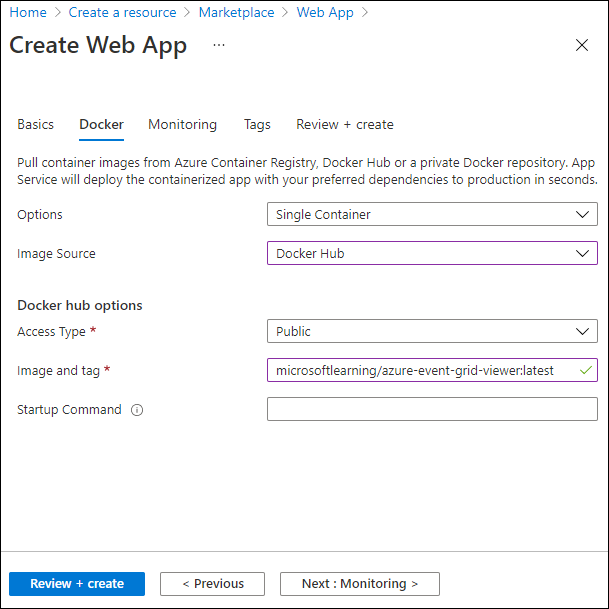 Home > Create a resource > Marketplace > Web App >
Create Web App ...
Basics Docker Monitoring Tags Review + create
Pull container images from Azure Container Registry, Docker Hub or a private Docker repository. App
Service will deploy the containerized app with your preferred dependencies to production in seconds.
Options Single Container
Image Source Docker Hub
Docker hub options
Access Type * Public
Image and tag * microsoftlearning/azure-event-grid-viewer:latest
Startup Command
Review + create < Previous Next : Monitoring >